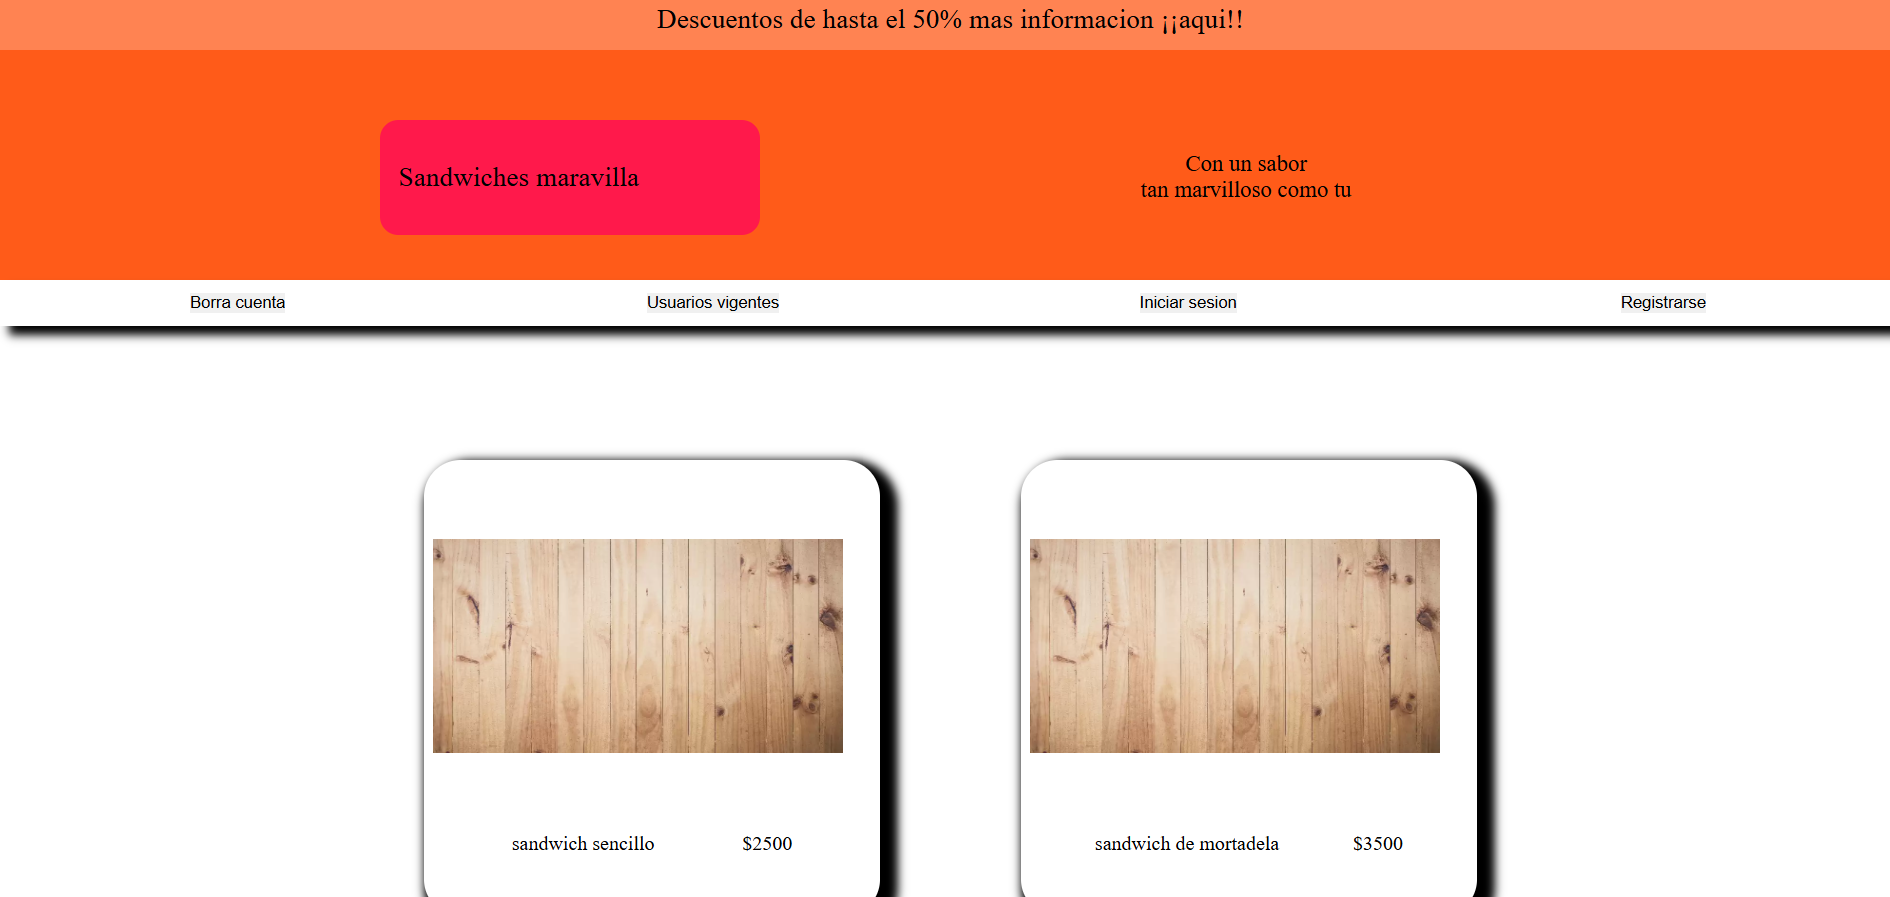 Descuentos de hasta el 50% mas informacion ¡¡aqui!!
Sandwiches maravilla
Con un sabor
tan marvilloso como tu
Borra cuenta
Usuarios vigentes
Iniciar sesion
Registrarse
sandwich sencillo
$2500
sandwich de mortadela
$3500